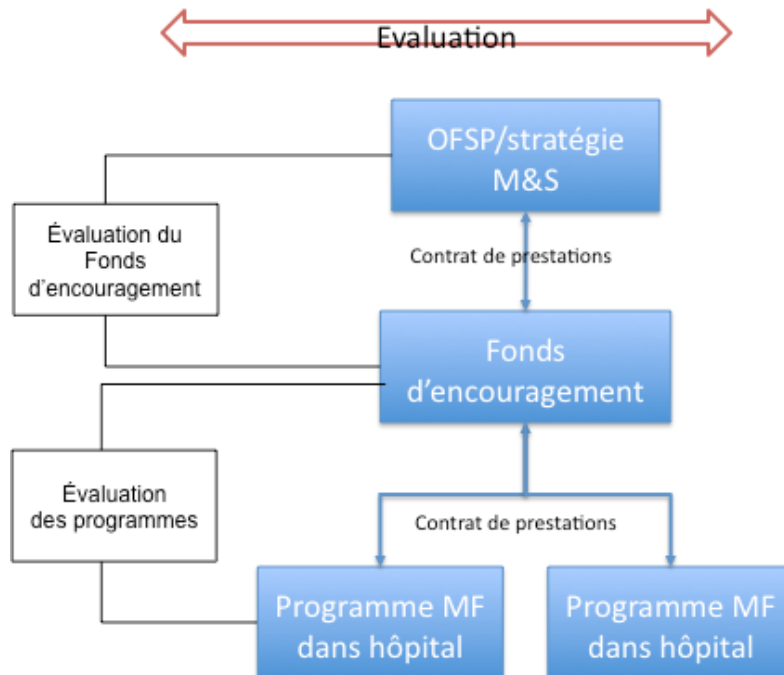 Evaluation
OFSP/stratégie
M&S
Évaluation du
Fonds
d'encouragement
Contrat de prestations
Fonds
d'encouragement
Évaluation
des programmes
Contrat de prestations
Programme MF
dans hôpital
Programme MF
dans hôpital